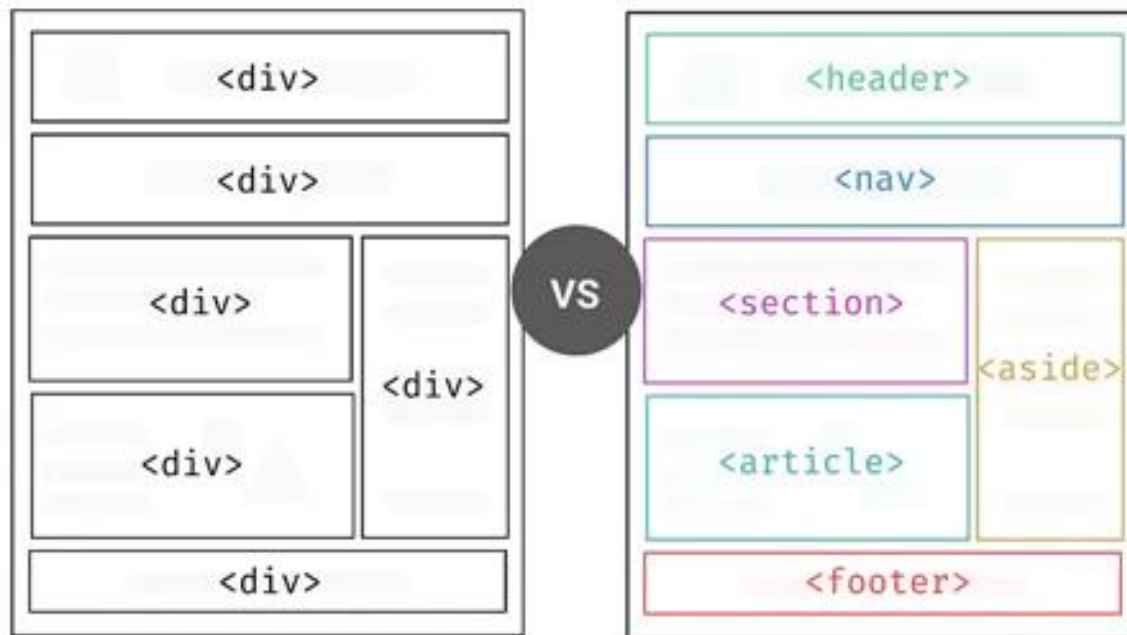 <div>
<div>
<div>
<div>
<div>
<div>
VS
<header>
<nav>
<section>
<aside>
<article>
<footer>